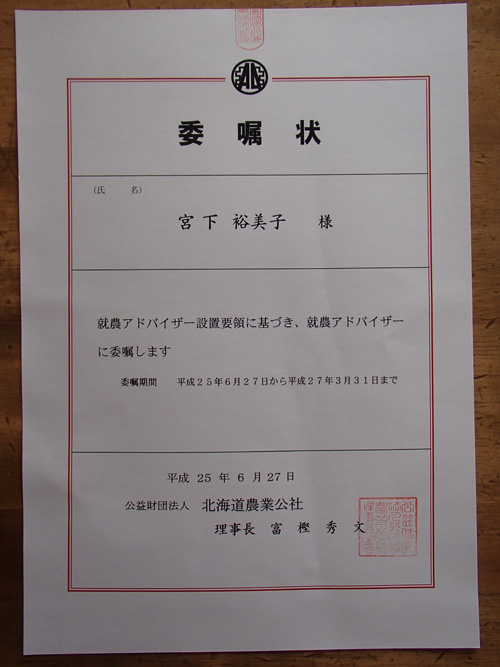 委嘱状
(氏 名)
宮下 裕美子 様
就農アドバイザー設置要領に基づき、就農アドバイザー
に委嘱します
委嘱期間 平成25年6月27日から平成27年3月31日まで
平成 25 年 6 月 27 日
公益財団法人 北海道農業公社
理事長 富樫秀文